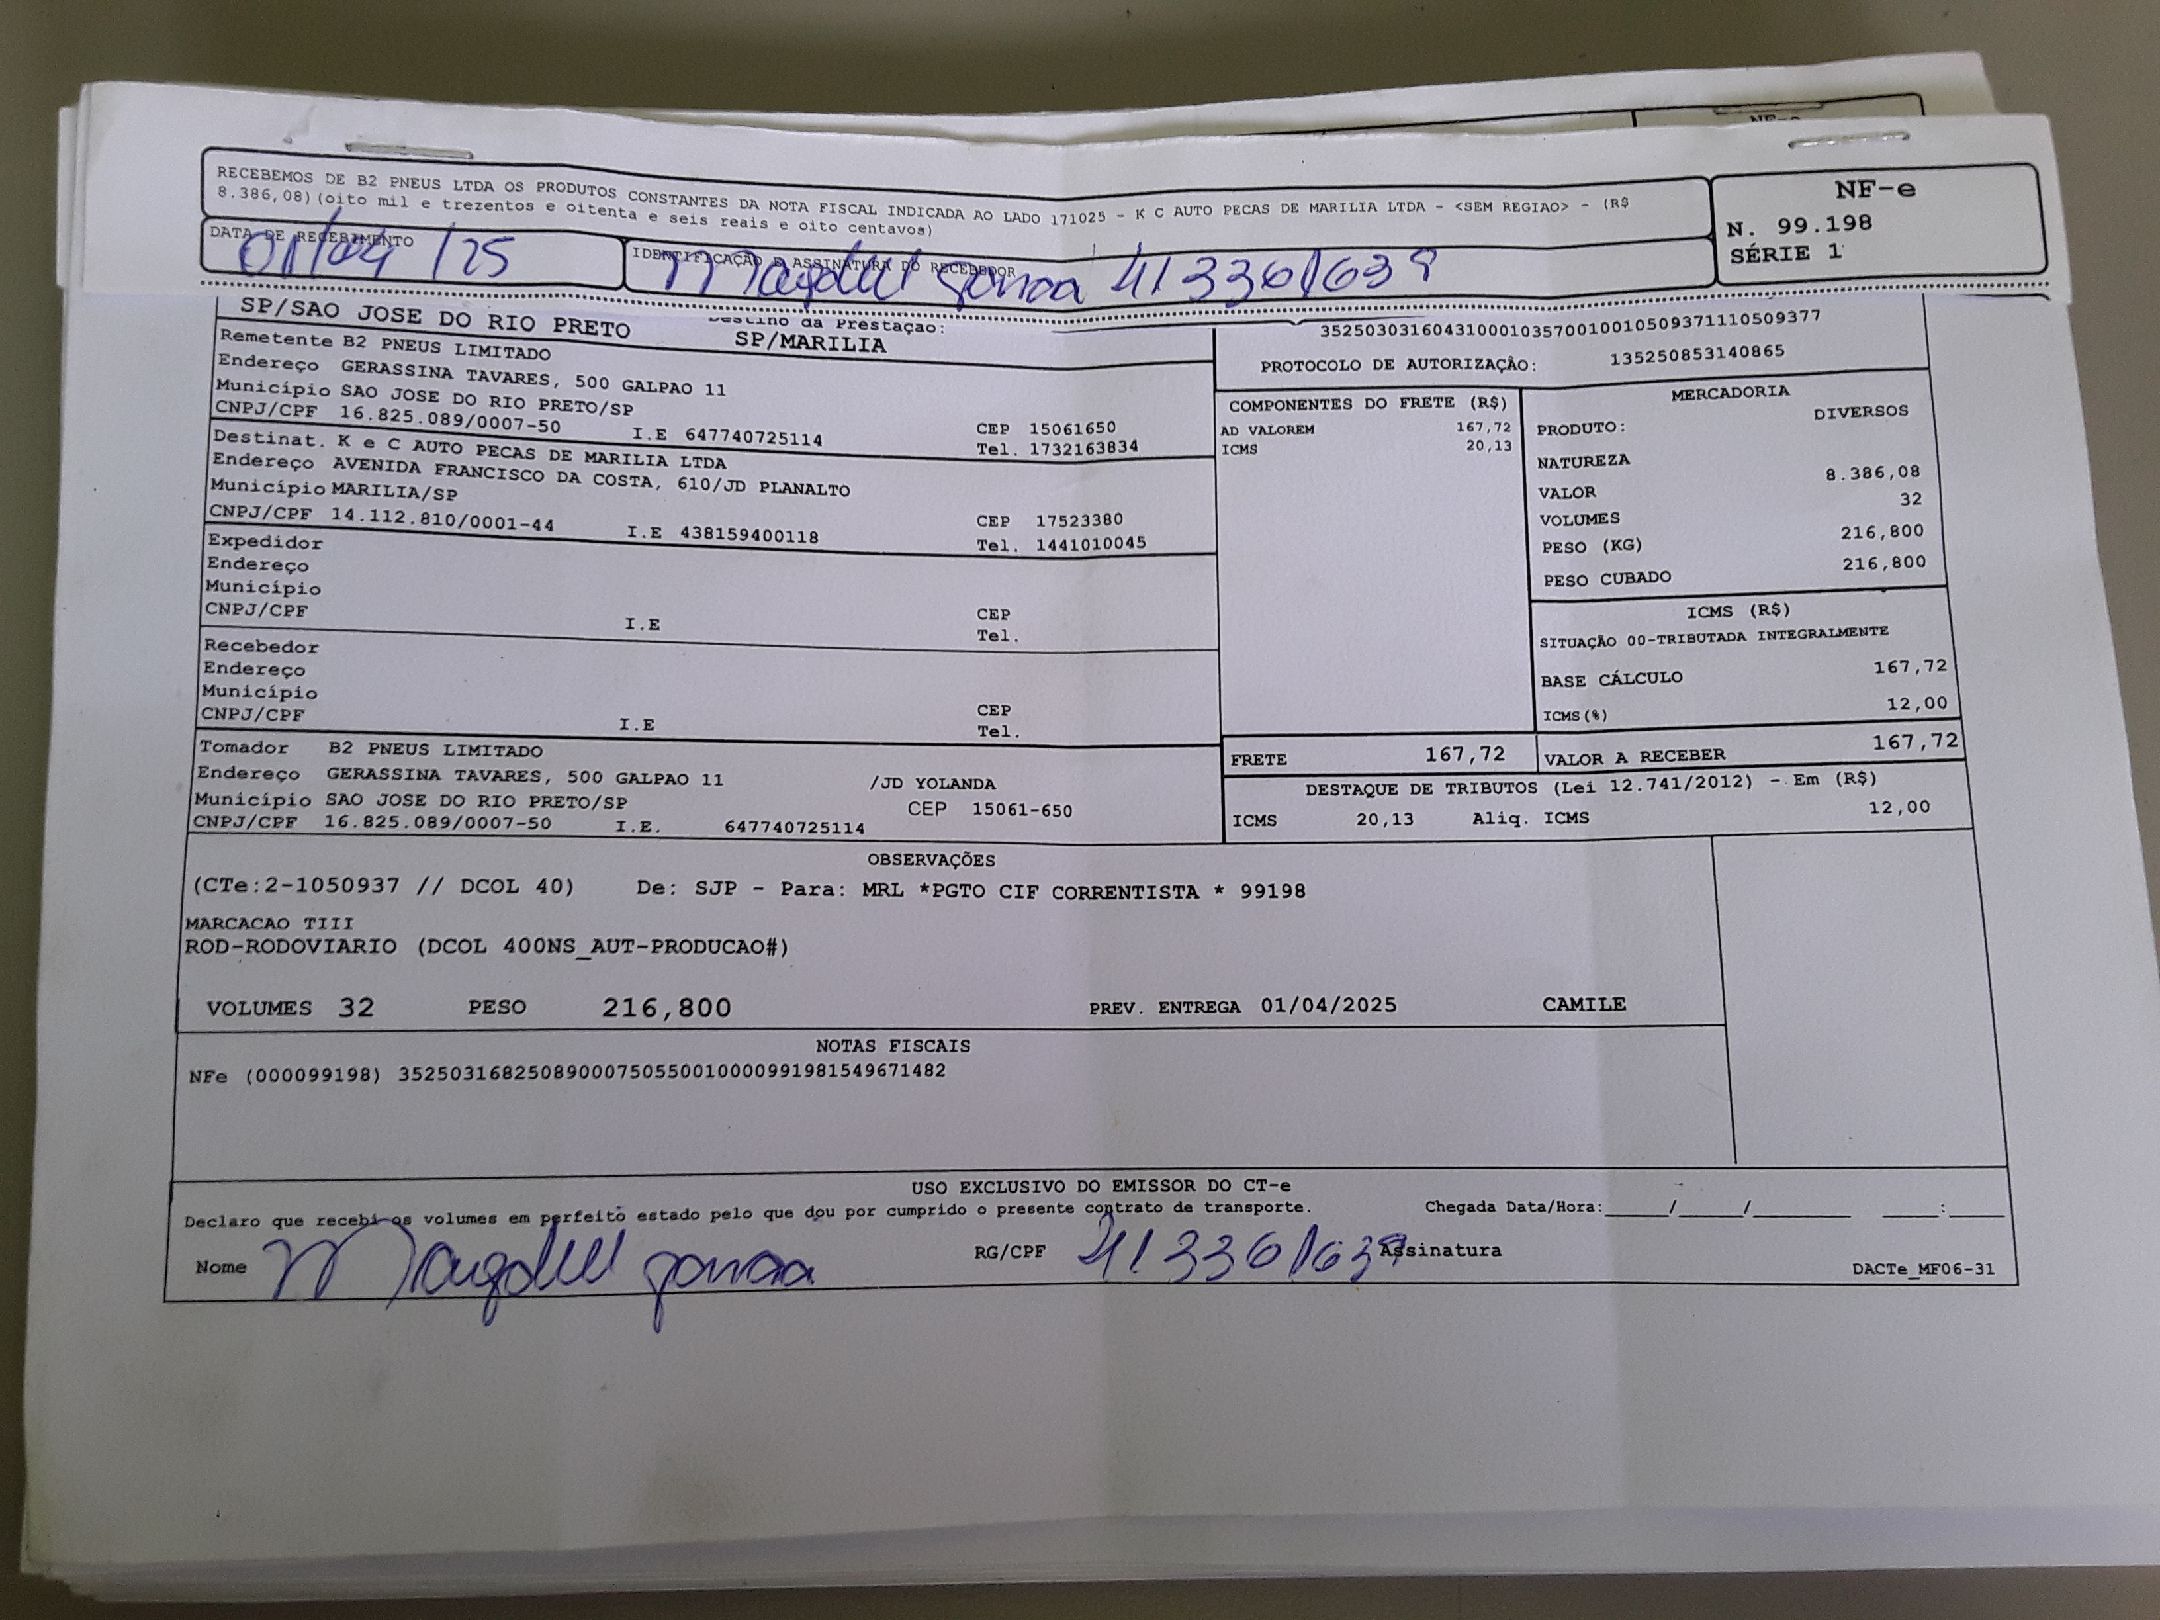 RECEBEMOS DE B2 PNEUS LTDA OS PRODUTOS CONSTANTES DA NOTA FISCAL INDICADA AO LADO 171025 - K C AUTO PECAS DE MARILIA LTDA - <SEM REGIAO> - (R$
8.386,08)(oito mil e trezentos e oitenta e seis reais e oito centavos)
NF-e
N. 99.198
SÉRIE 1
DATA DE RECEBIMENTO
01/04/25
IDENTIFICAÇÃO E ASSINATURA DO RECEBEDOR
41336163
SP/SAO JOSE DO RIO PRETO
Destino da Prestação:
SP/MARILIA
35250303160431000103570010010509371110509377
PROTOCOLO DE AUTORIZAÇÃO: 135250853140865
Remetente B2 PNEUS LIMITADO
Endereço GERASSINA TAVARES, 500 GALPAO 11
Município SAO JOSE DO RIO PRETO/SP CEP 15061650
CNPJ/CPF 16.825.089/0007-50 I.E 647740725114 Tel. 1732163834
Destinat. K e C AUTO PECAS DE MARILIA LTDA
Endereço AVENIDA FRANCISCO DA COSTA, 610/JD PLANALTO
Município MARILIA/SP CEP 17523380
CNPJ/CPF 14.112.810/0001-44 I.E 438159400118 Tel. 1441010045
Expedidor
Endereço
Município CEP
CNPJ/CPF I.E Tel.
Recebedor
Endereço
Município CEP
CNPJ/CPF I.E Tel.
Tomador B2 PNEUS LIMITADO
Endereço GERASSINA TAVARES, 500 GALPAO 11 /JD YOLANDA
Município SAO JOSE DO RIO PRETO/SP CEP 15061-650
CNPJ/CPF 16.825.089/0007-50 I.E. 647740725114
COMPONENTES DO FRETE (R$)
AD VALOREM 167,72
ICMS 20,13
MERCADORIA
PRODUTO: DIVERSOS
NATUREZA
VALOR 8.386,08
VOLUMES 32
PESO (KG) 216,800
PESO CUBADO 216,800
ICMS (R$)
SITUAÇÃO 00-TRIBUTADA INTEGRALMENTE
BASE CÁLCULO 167,72
ICMS(%) 12,00
FRETE 167,72 VALOR A RECEBER 167,72
DESTAQUE DE TRIBUTOS (Lei 12.741/2012) - Em (R$)
ICMS 20,13 Aliq. ICMS 12,00
OBSERVAÇÕES
(CTe:2-1050937 // DCOL 40) De: SJP - Para: MRL *PGTO CIF CORRENTISTA * 99198
MARCACAO TIII
ROD-RODOVIARIO (DCOL 400NS_AUT-PRODUCAO#)
VOLUMES 32 PESO 216,800 PREV. ENTREGA 01/04/2025 CAMILE
NOTAS FISCAIS
NFe (000099198) 35250316825089000750550010000991981549671482
USO EXCLUSIVO DO EMISSOR DO CT-e
Declaro que recebi os volumes em perfeito estado pelo que dou por cumprido o presente contrato de transporte. Chegada Data/Hora:_____/_____/________ ____:____
Nome RG/CPF Assinatura
DACTe_MF06-31